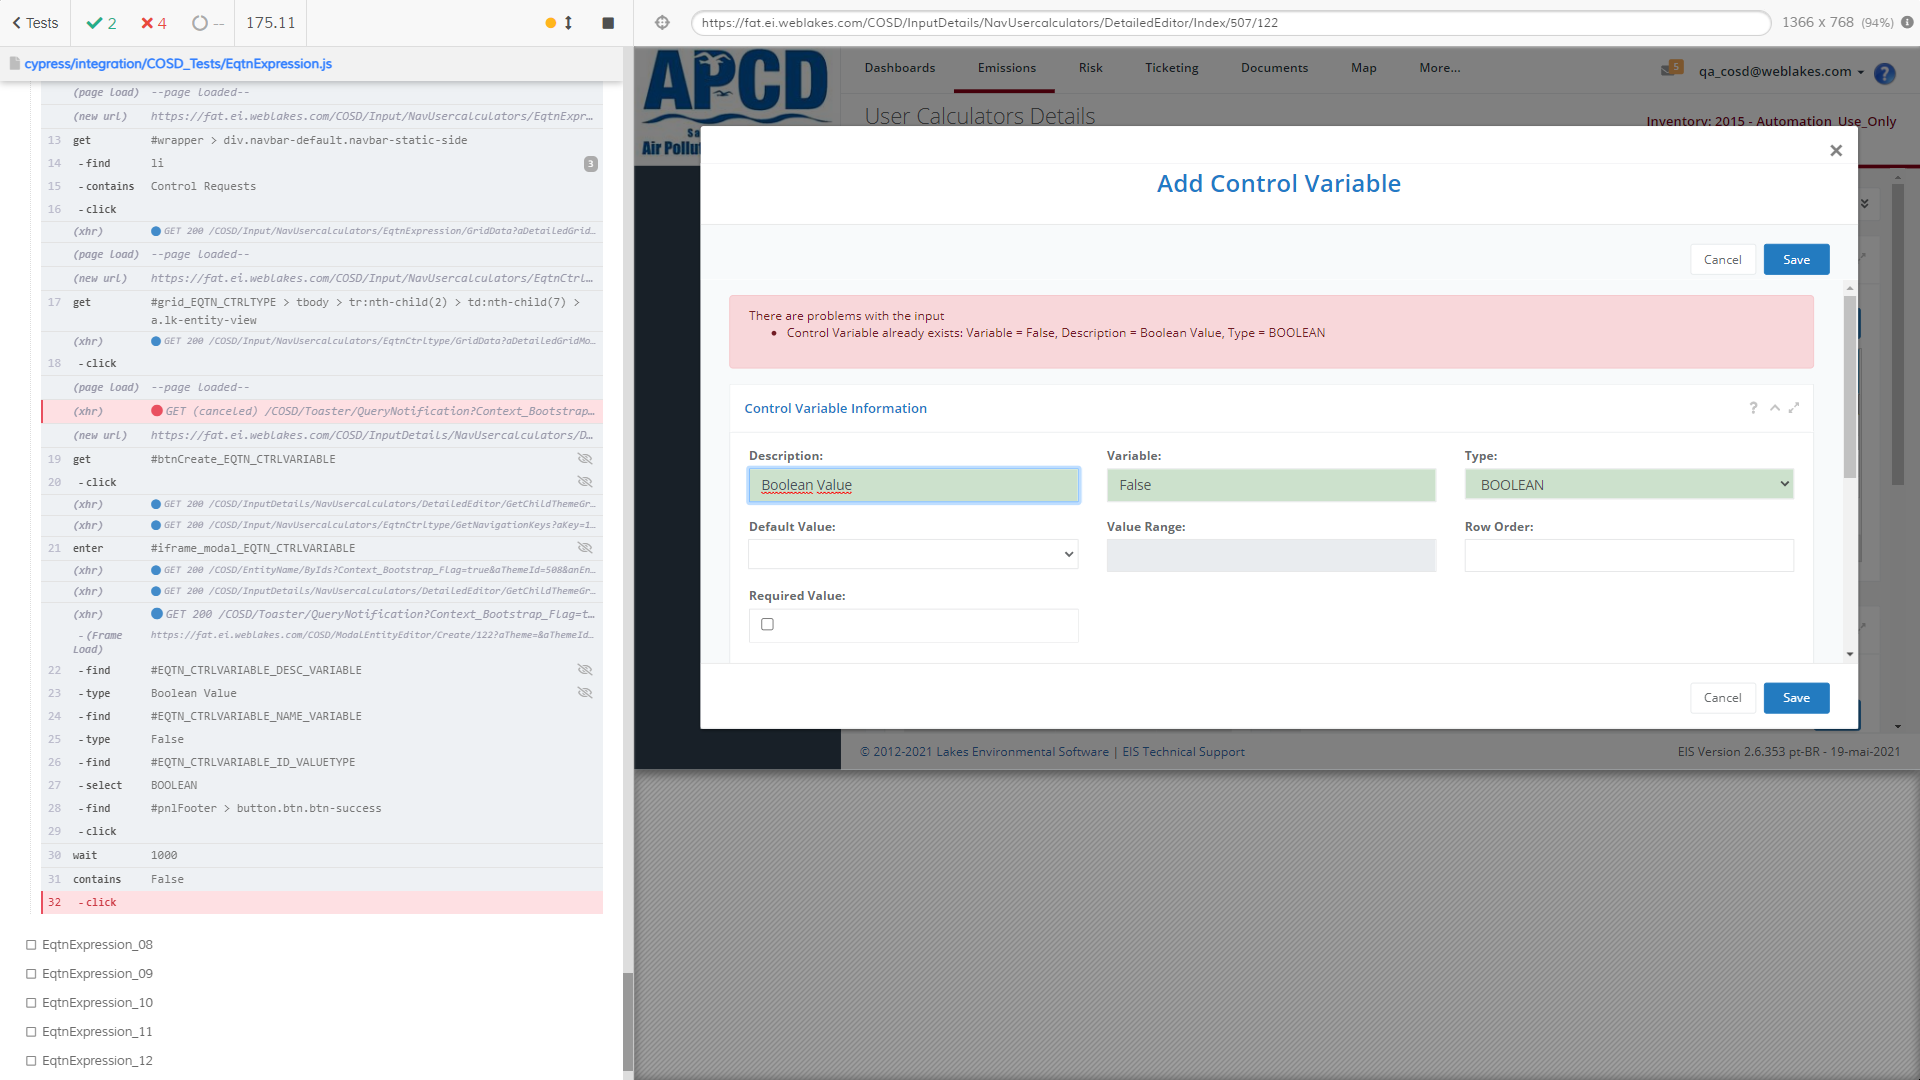 Tests
2
4
--
175.11
https://fat.ei.weblakes.com/COSD/InputDetails/NavUsercalculators/DetailedEditor/Index/507/122
1366 x 768 (94%)
cypress/integration/COSD_Tests/EqtnExpression.js
(page load) --page loaded--
(new url) https://fat.ei.weblakes.com/COSD/Input/NavUsercalculators/EqtnExpr...
13 get #wrapper > div.navbar-default.navbar-static-side
14 -find li 3
15 -contains Control Requests
16 -click
(xhr) GET 200 /COSD/Input/NavUsercalculators/EqtnExpression/GridData?aDetailedGrid...
(page load) --page loaded--
(new url) https://fat.ei.weblakes.com/COSD/Input/NavUsercalculators/EqtnCtrl...
17 get #grid_EQTN_CTRLTYPE > tbody > tr:nth-child(2) > td:nth-child(7) >
a.lk-entity-view
(xhr) GET 200 /COSD/Input/NavUsercalculators/EqtnCtrltype/GridData?aDetailedGridMo...
18 -click
(page load) --page loaded--
(xhr) GET (canceled) /COSD/Toaster/QueryNotification?Context_Bootstrap...
(new url) https://fat.ei.weblakes.com/COSD/InputDetails/NavUsercalculators/D...
19 get #btnCreate_EQTN_CTRLVARIABLE
20 -click
(xhr) GET 200 /COSD/InputDetails/NavUsercalculators/DetailedEditor/GetChildThemeGr...
(xhr) GET 200 /COSD/Input/NavUsercalculators/EqtnCtrltype/GetNavigationKeys?aKey=1...
21 enter #iframe_modal_EQTN_CTRLVARIABLE
(xhr) GET 200 /COSD/EntityName/ByIds?Context_Bootstrap_Flag=true&aThemeId=508&anEn...
(xhr) GET 200 /COSD/InputDetails/NavUsercalculators/DetailedEditor/GetChildThemeGr...
(xhr) GET 200 /COSD/Toaster/QueryNotification?Context_Bootstrap_Flag=t...
-(Frame Load) https://fat.ei.weblakes.com/COSD/ModalEntityEditor/Create/122?aTheme=&aThemeId...
22 -find #EQTN_CTRLVARIABLE_DESC_VARIABLE
23 -type Boolean Value
24 -find #EQTN_CTRLVARIABLE_NAME_VARIABLE
25 -type False
26 -find #EQTN_CTRLVARIABLE_ID_VALUETYPE
27 -select BOOLEAN
28 -find #pnlFooter > button.btn.btn-success
29 -click
30 wait 1000
31 contains False
32 -click
EqtnExpression_08
EqtnExpression_09
EqtnExpression_10
EqtnExpression_11
EqtnExpression_12
APCD
Sa
Air Pollu
Dashboards Emissions Risk Ticketing Documents Map More...
5 qa_cosd@weblakes.com ?
User Calculators Details
Inventory: 2015 - Automation_Use_Only
×
Add Control Variable
Cancel Save
There are problems with the input
• Control Variable already exists: Variable = False, Description = Boolean Value, Type = BOOLEAN
Control Variable Information ?
Description: Variable: Type:
Boolean Value False BOOLEAN
Default Value: Value Range: Row Order:
Required Value:
Cancel Save
© 2012-2021 Lakes Environmental Software | EIS Technical Support
EIS Version 2.6.353 pt-BR - 19-mai-2021